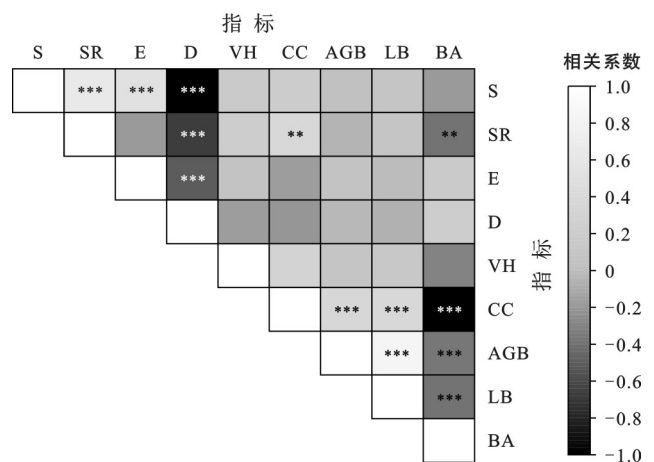 指 标
S SR E D VH CC AGB LB BA
相关系数
*** *** *** S
*** ** ** SR
*** E
D
VH
*** *** *** CC
*** *** AGB
*** LB
BA
指 标
1.0
0.8
0.6
0.4
0.2
0
-0.2
-0.4
-0.6
-0.8
-1.0